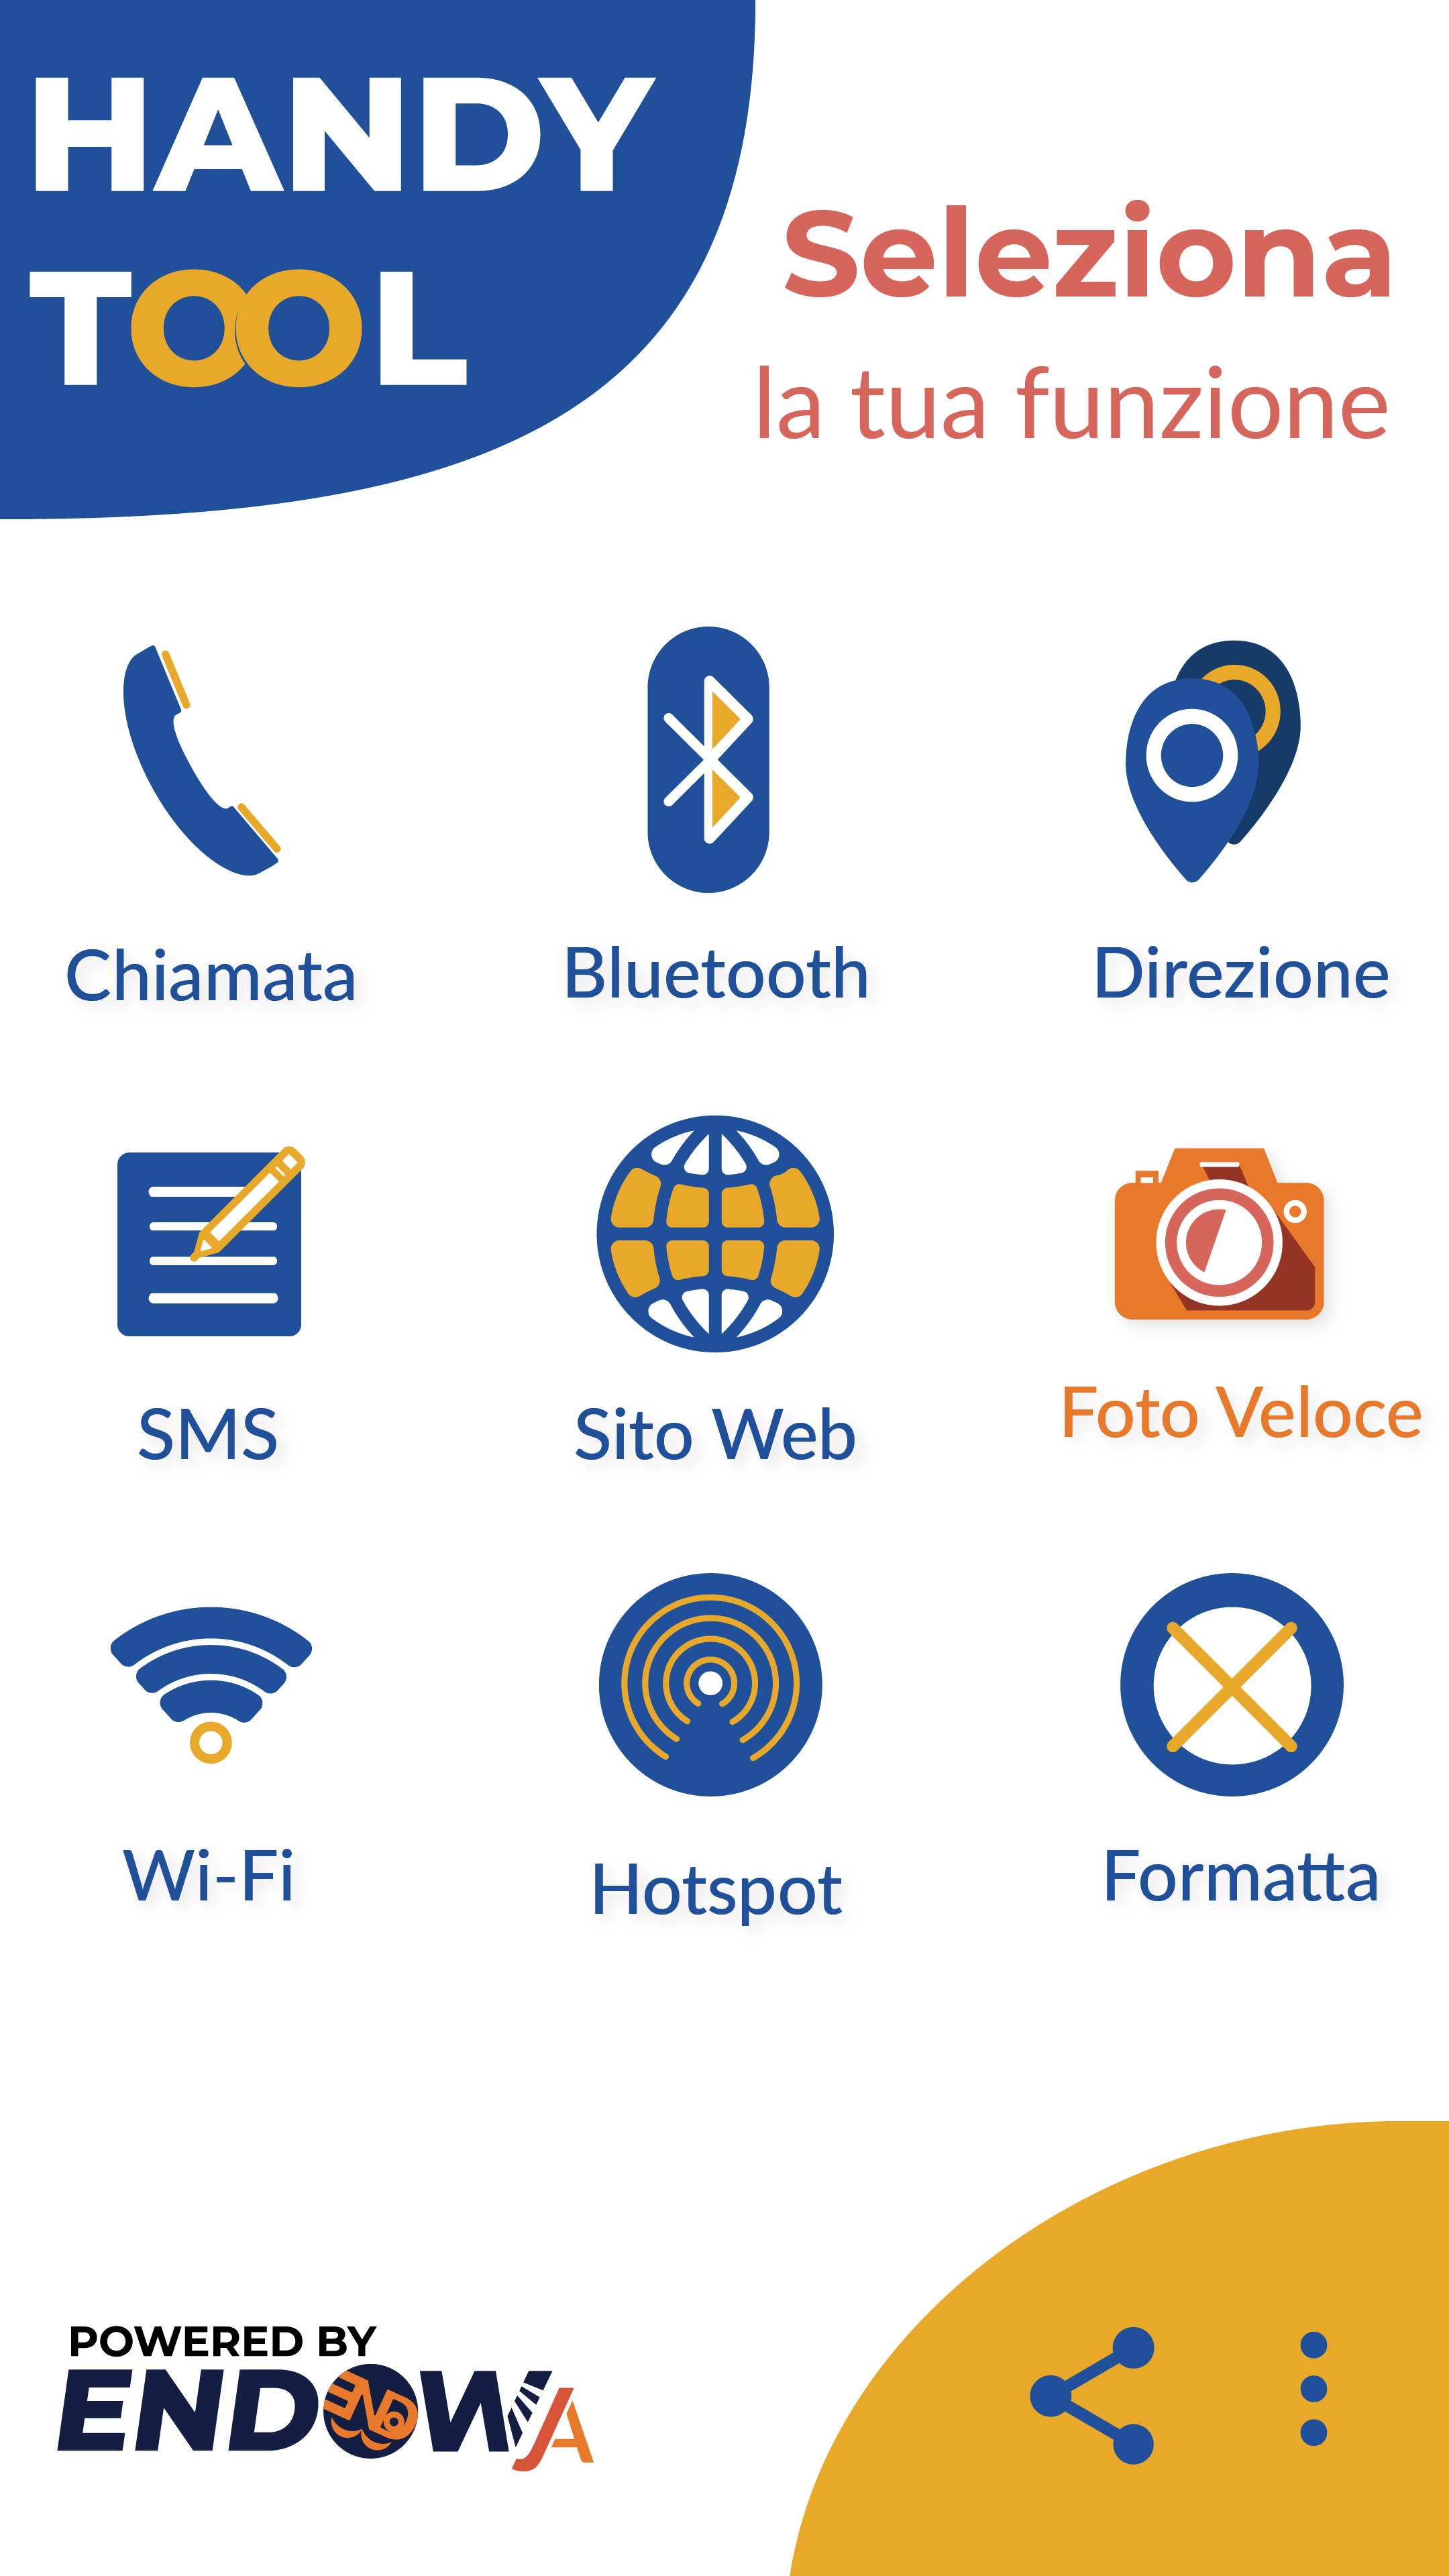 HANDY
TOOL
Seleziona
la tua funzione
Chiamata
Bluetooth
Direzione
SMS
Sito Web
Foto Veloce
Wi-Fi
Hotspot
Formatta
POWERED BY
ENDOWJA